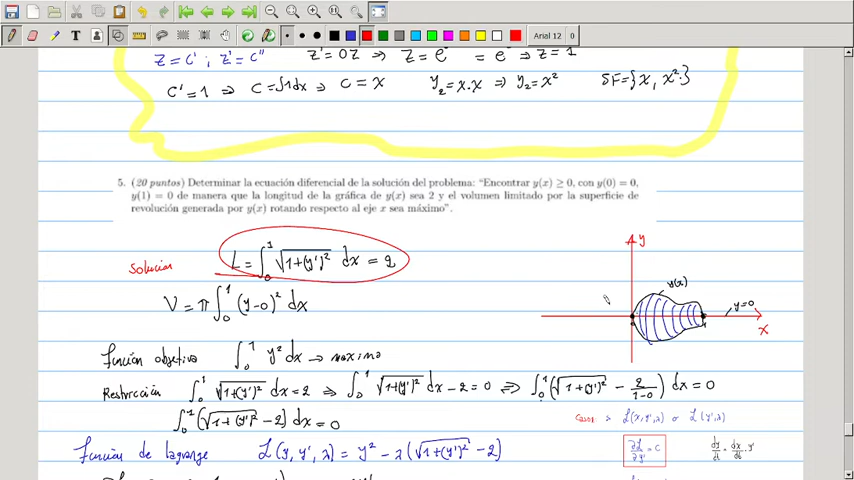 Arial 12 0
Z = C' ; Z' = C''
Z' = 0Z ⇒ Z = e = e ⇒ Z = 1
C' = 1 ⇒ C = ∫1dx ⇒ C = x
y₂ = x.x ⇒ y₂ = x²
SF = {x, x²}
5. (20 puntos) Determinar la ecuación diferencial de la solución del problema: "Encontrar y(x) ≥ 0, con y(0) = 0,
y(1) = 0 de manera que la longitud de la gráfica de y(x) sea 2 y el volumen limitado por la superficie de
revolución generada por y(x) rotando respecto al eje x sea máximo".
Solución
L = ∫₀¹ √1+(y')² dx = 2
y
y(x)
y=0
x
V = π∫₀¹ (y-0)² dx
Función objetivo ∫₀¹ y² dx → máximo
Restricción ∫₀¹ √1+(y')² dx = 2 ⇒ ∫₀¹ √1+(y')² dx - 2 = 0 ⇒ ∫₀¹ (√1+(y')² - 2/(1-0)) dx = 0
∫₀¹ (√1+(y')² - 2) dx = 0
Casos: ℒ(x,y',λ) o ℒ(y',λ)
Función de lagrange ℒ(y, y', λ) = y² - λ(√1+(y')² - 2)
∂ℒ/∂y' = C